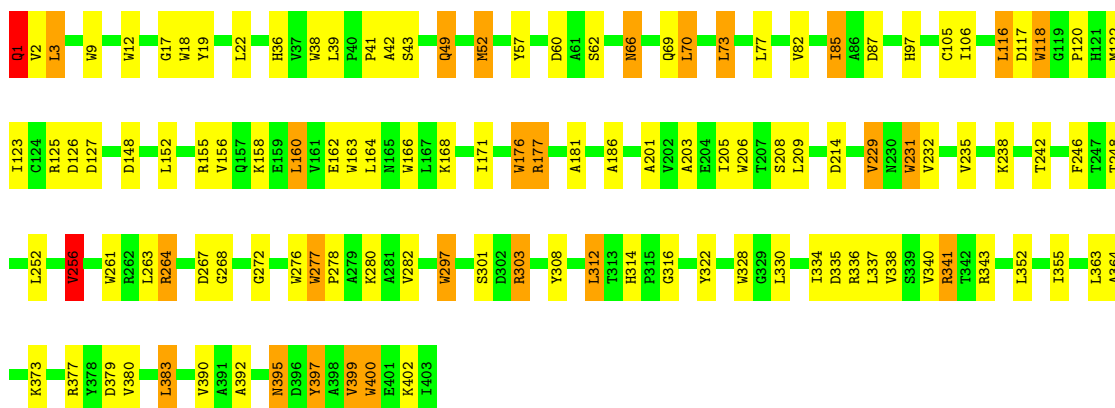 Q1 V2 L3 W9 W12 G17 W18 Y19 L22 H36 V37 W38 L39 P40 P41 A42 S43 Q49 M52 Y57 D60 A61 S62 N66 Q69 L70 L73 L77 V82 I85 A86 D87 H97 C105 I106 L116 D117 W118 G119 P120 H121 M122
I123 C124 R125 D126 D127 D148 L152 R155 V156 Q157 K158 E159 L160 V161 E162 W163 L164 N165 W166 L167 K168 I171 W176 R177 A181 A186 A201 V202 A203 E204 I205 W206 T207 S208 L209 D214 V229 N230 W231 V232 V235 K238 T242 F246 T247 T248
L252 V256 W261 R262 L263 R264 D267 G268 G272 W276 W277 P278 A279 K280 A281 V282 W297 S301 D302 R303 Y308 L312 T313 H314 P315 G316 Y322 W328 G329 L330 I334 D335 R336 L337 V338 S339 V340 R341 T342 R343 L352 I355 L363 A364
K373 R377 Y378 D379 V380 L383 V390 A391 A392 N395 D396 Y397 A398 V399 W400 E401 K402 I403